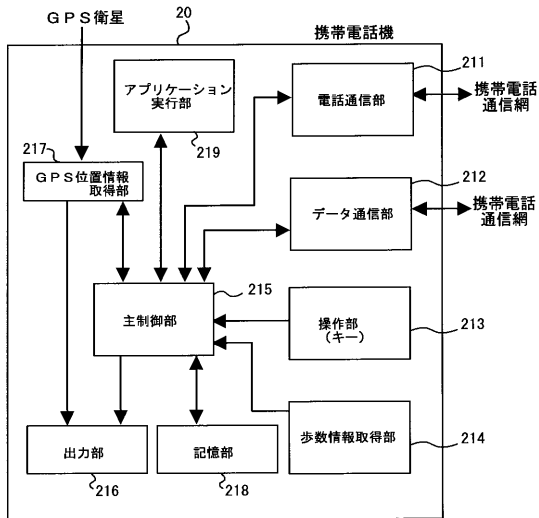 GPS衛星
20
携帯電話機
アプリケーション
実行部
219
電話通信部
211
携帯電話
通信網
217
GPS位置情報
取得部
データ通信部
212
携帯電話
通信網
主制御部
215
操作部
(キー)
213
出力部
216
記憶部
218
歩数情報取得部
214